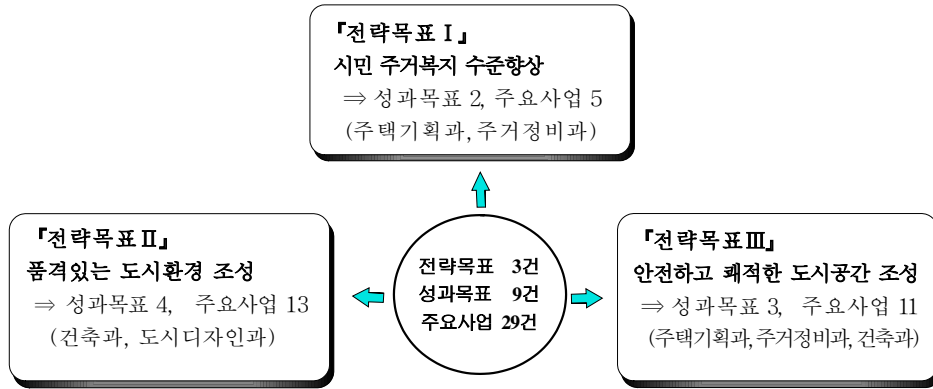 『전략목표Ⅰ』
시민 주거복지 수준향상
⇒ 성과목표 2, 주요사업 5
(주택기획과, 주거정비과)
『전략목표Ⅱ』
품격있는 도시환경 조성
⇒ 성과목표 4, 주요사업 13
(건축과, 도시디자인과)
전략목표 3건
성과목표 9건
주요사업 29건
『전략목표Ⅲ』
안전하고 쾌적한 도시공간 조성
⇒ 성과목표 3, 주요사업 11
(주택기획과, 주거정비과, 건축과)